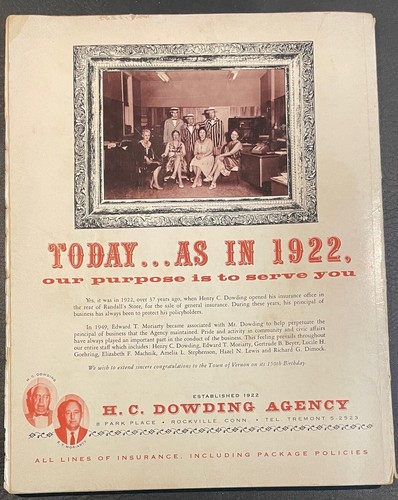 TODAY...AS IN 1922,
our purpose is to serve you
Yes, it was in 1922, over 37 years ago, when Henry C. Dowding opened his insurance office in
the rear of Randall's Store, for the sale of general insurance. During these years, his principal of
business has always been to protect his policyholders.
In 1949, Edward T. Moriarty became associated with Mr. Dowding to help perpetuate the
principal of business that the Agency maintained. Pride and activity in community and civic affairs
have always played an important part in the conduct of the business. This feeling prevails throughout
our entire staff which includes: Henry C. Dowding, Edward T. Moriarty, Gertrude B. Beyer, Lucile H.
Goehring, Elizabeth F. Machnik, Amelia L. Stephenson, Hazel N. Lewis and Richard G. Dimock.
We wish to extend sincere congratulations to the Town of Vernon on its 150th Birthday.
H. C. DOWDING
E. T. MORIARTY
ESTABLISHED 1922
H. C. DOWDING AGENCY
8 PARK PLACE • ROCKVILLE CONN. • TEL TREMONT 5-2523
ALL LINES OF INSURANCE, INCLUDING PACKAGE POLICIES